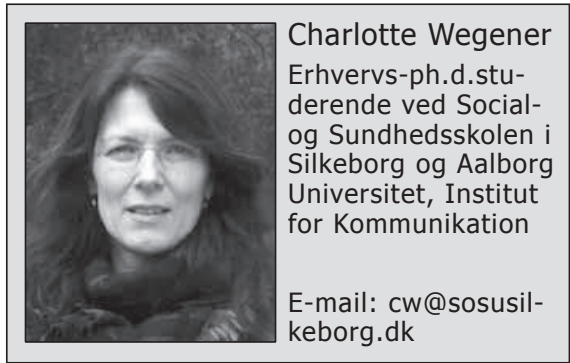 Charlotte Wegener
Erhvervs-ph.d.stu-
derende ved Social-
og Sundhedsskolen i
Silkeborg og Aalborg
Universitet, Institut
for Kommunikation
E-mail: cw@sosusil-
keborg.dk